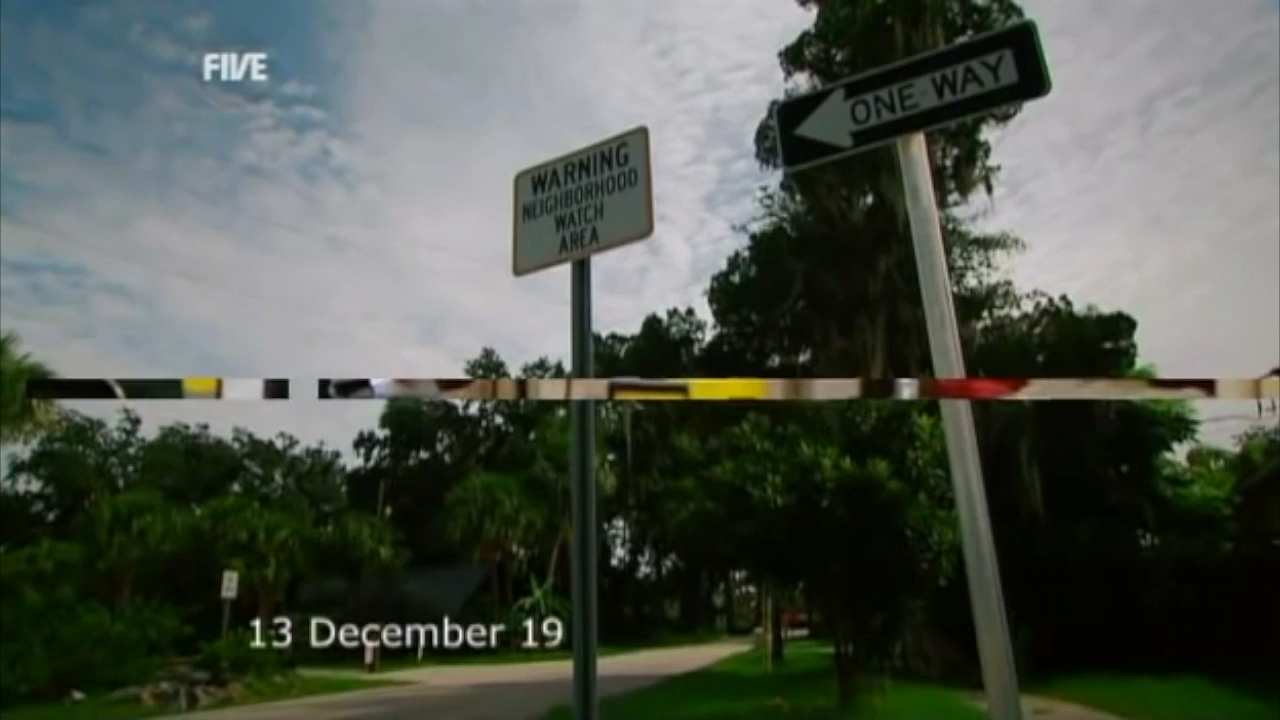 FIVE
ONE WAY
WARNING
NEIGHBORHOOD
WATCH
AREA
13 December 19